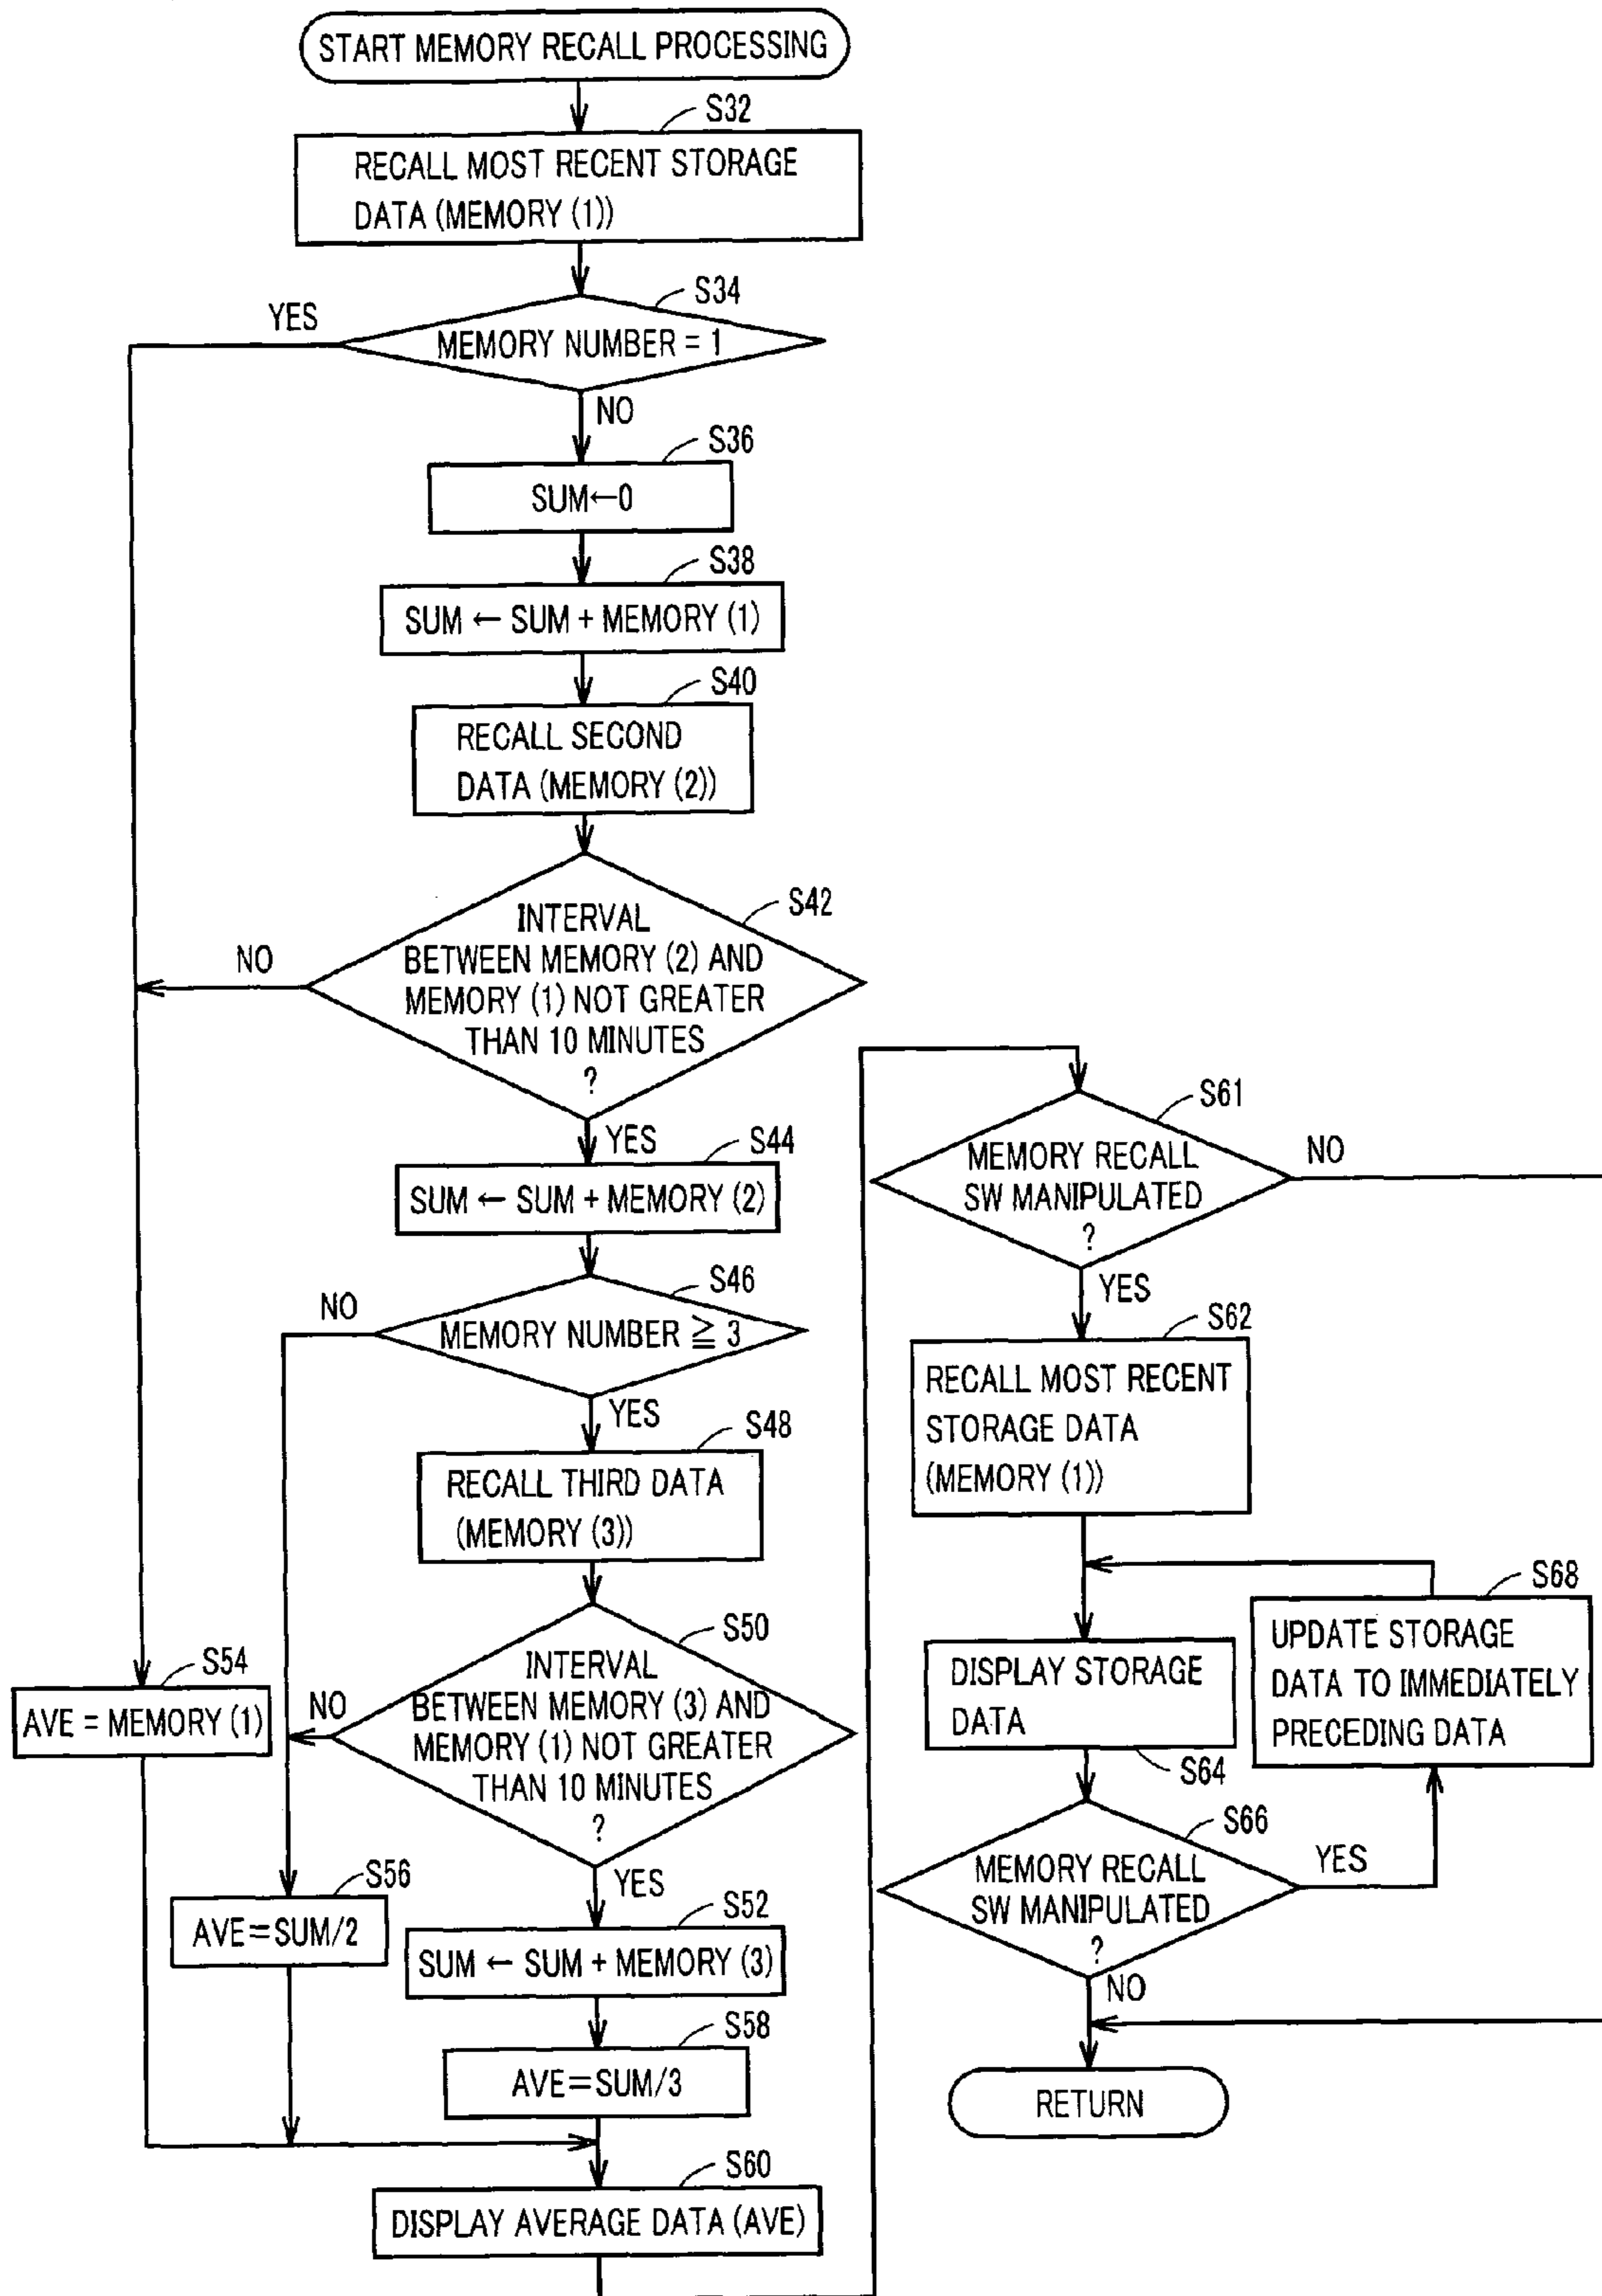 START MEMORY RECALL PROCESSING
S32
RECALL MOST RECENT STORAGE
DATA (MEMORY (1))
S34
YES
MEMORY NUMBER = 1
NO
S36
SUM←0
S38
SUM ← SUM + MEMORY (1)
S40
RECALL SECOND
DATA (MEMORY (2))
S42
INTERVAL
BETWEEN MEMORY (2) AND
MEMORY (1) NOT GREATER
THAN 10 MINUTES
?
NO
YES
S44
SUM ← SUM + MEMORY (2)
S46
NO
MEMORY NUMBER ≧ 3
YES
S48
RECALL THIRD DATA
(MEMORY (3))
S50
INTERVAL
BETWEEN MEMORY (3) AND
MEMORY (1) NOT GREATER
THAN 10 MINUTES
?
NO
YES
S54
AVE = MEMORY (1)
S56
AVE=SUM/2
S52
SUM ← SUM + MEMORY (3)
S58
AVE=SUM/3
S60
DISPLAY AVERAGE DATA (AVE)
S61
MEMORY RECALL
SW MANIPULATED
?
NO
YES
S62
RECALL MOST RECENT
STORAGE DATA
(MEMORY (1))
S68
UPDATE STORAGE
DATA TO IMMEDIATELY
PRECEDING DATA
DISPLAY STORAGE
DATA
S64
S66
MEMORY RECALL
SW MANIPULATED
?
YES
NO
RETURN